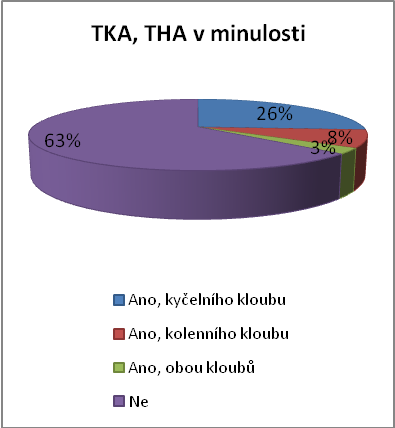 TKA, THA v minulosti
26%
8%
3%
63%
Ano, kyčelního kloubu
Ano, kolenního kloubu
Ano, obou kloubů
Ne